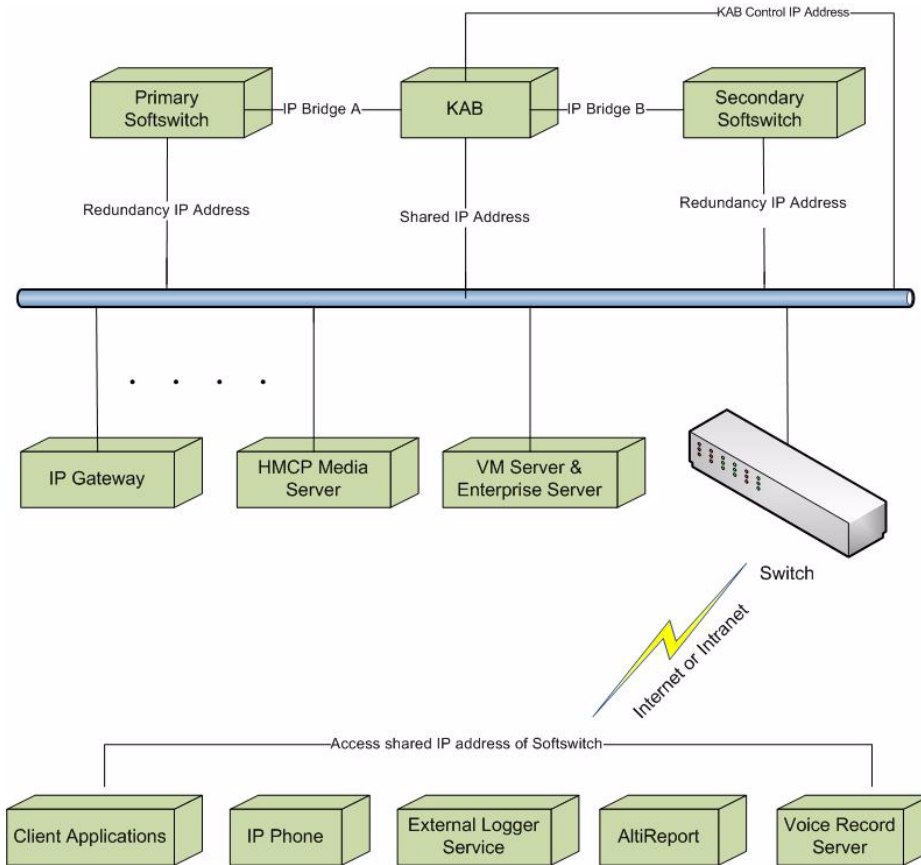 KAB Control IP Address
Primary
Softswitch
IP Bridge A
KAB
IP Bridge B
Secondary
Softswitch
Redundancy IP Address
Shared IP Address
Redundancy IP Address
IP Gateway
HMCP Media
Server
VM Server &
Enterprise Server
Switch
Internet or Intranet
Access shared IP address of Softswitch
Client Applications
IP Phone
External Logger
Service
AltiReport
Voice Record
Server